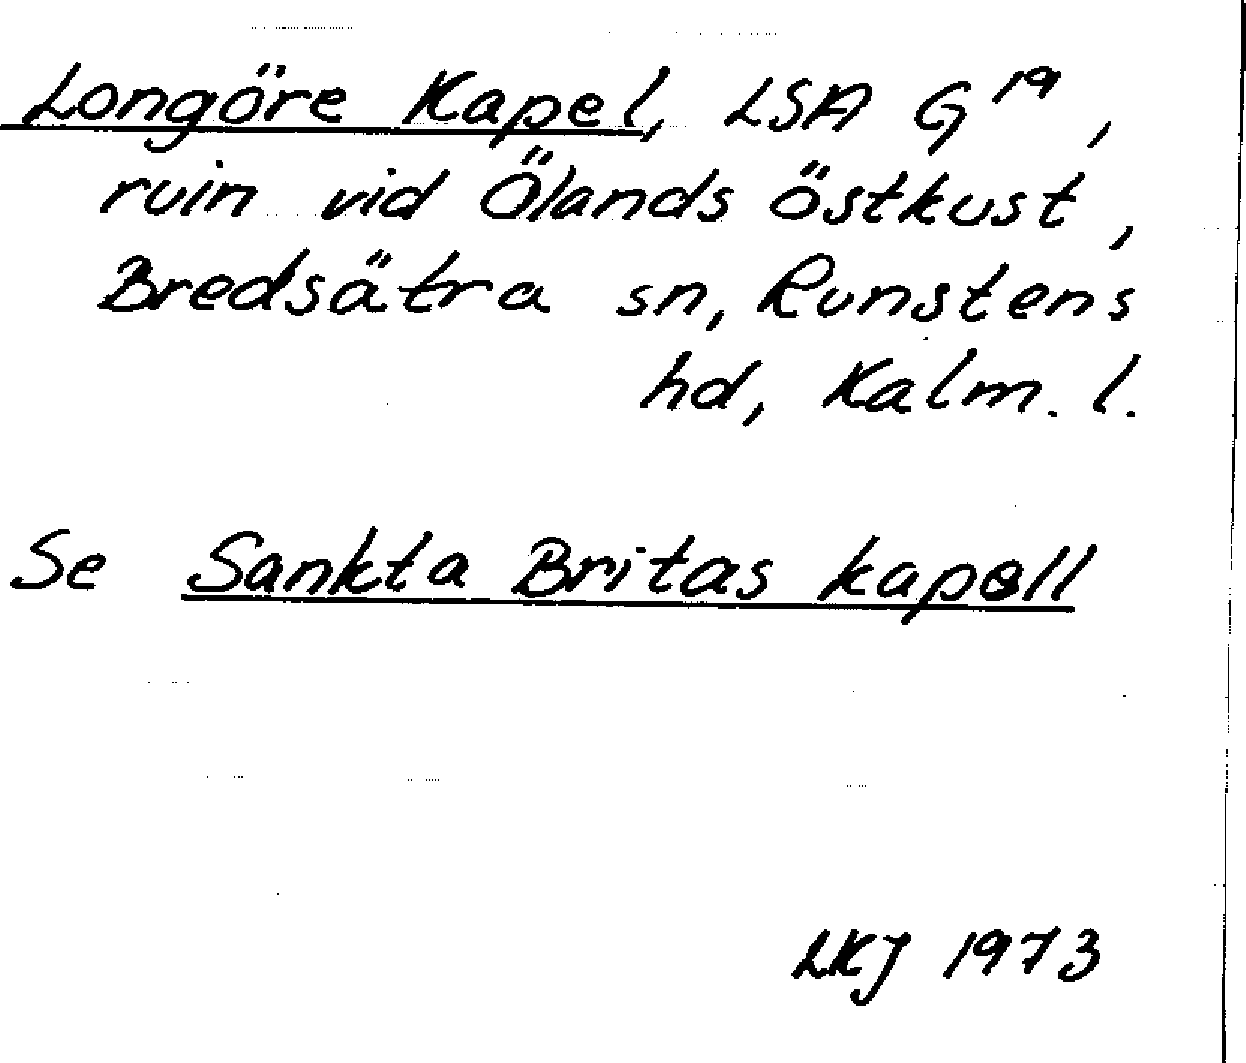 Longöre Kapel, LSA G¹⁹,
ruin vid Ölands östkust,
Bredsätra sn, Runstens
hd, Kalm. l.
Se Sankta Britas kapell
LKJ 1973